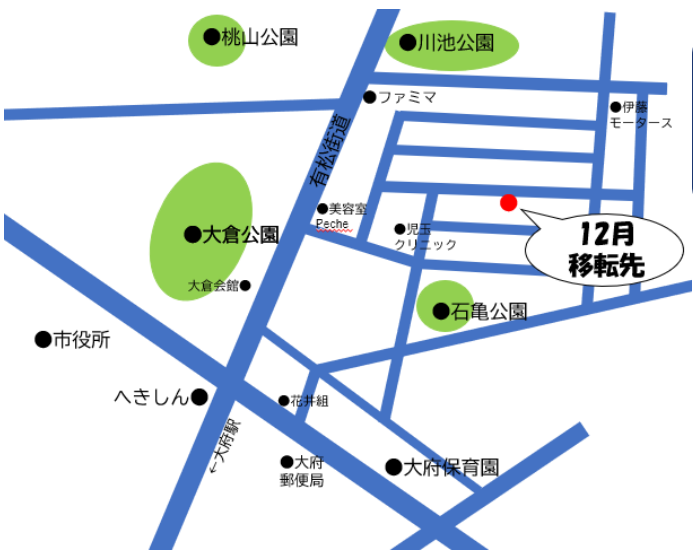 ●桃山公園
●川池公園
●ファミマ
●伊藤
モータース
有松街道
●美容室
Peche
●児玉
クリニック
●大倉公園
12月
移転先
大倉会館●
●石亀公園
●市役所
へきしん●
●花井組
←大府駅
●大府
郵便局
●大府保育園